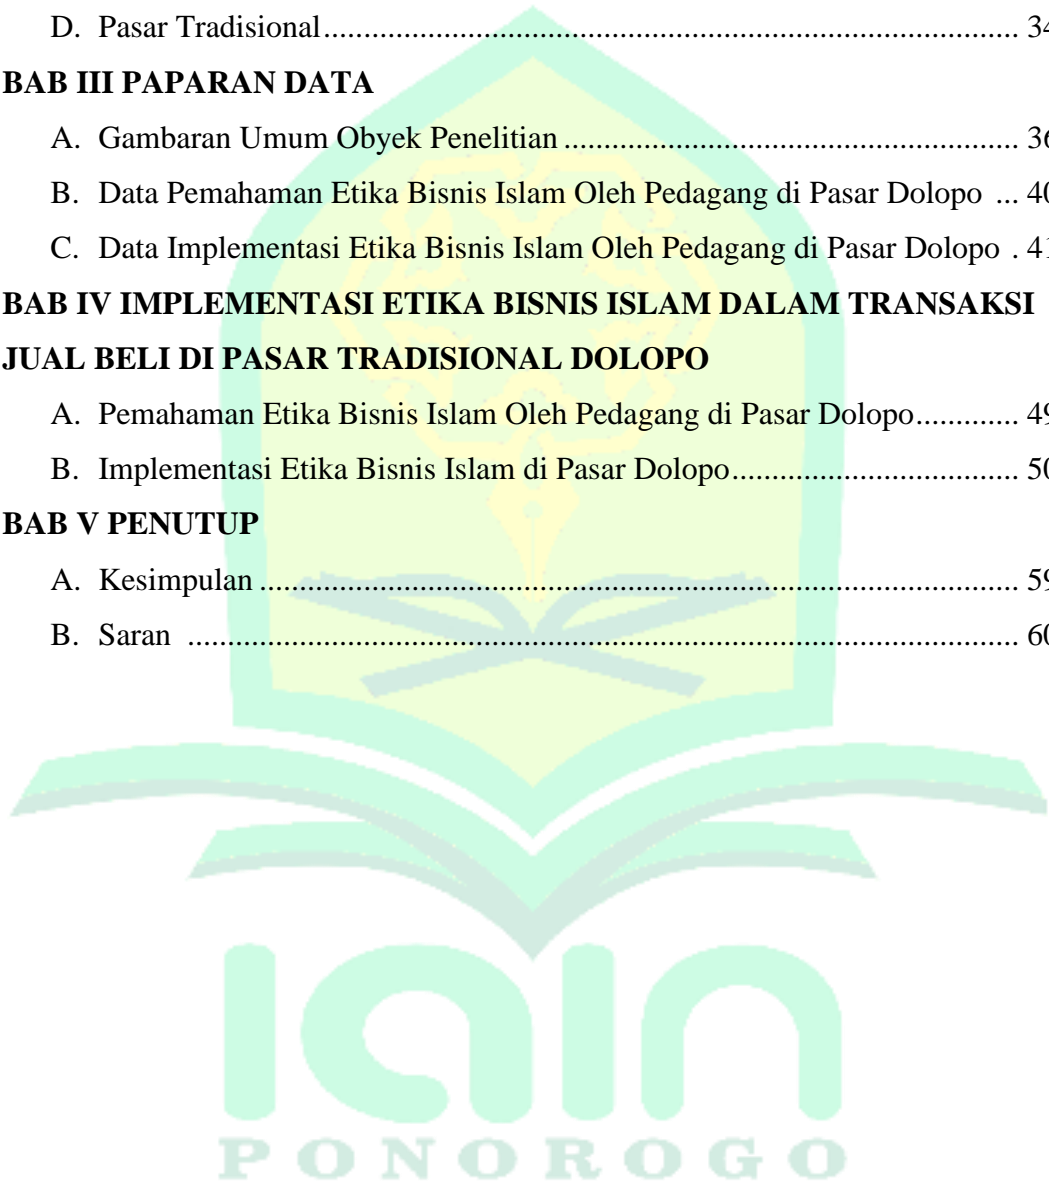 D. Pasar Tradisional........................................................................................ 34
BAB III PAPARAN DATA
A. Gambaran Umum Obyek Penelitian ......................................................... 36
B. Data Pemahaman Etika Bisnis Islam Oleh Pedagang di Pasar Dolopo ... 40
C. Data Implementasi Etika Bisnis Islam Oleh Pedagang di Pasar Dolopo . 41
BAB IV IMPLEMENTASI ETIKA BISNIS ISLAM DALAM TRANSAKSI
JUAL BELI DI PASAR TRADISIONAL DOLOPO
A. Pemahaman Etika Bisnis Islam Oleh Pedagang di Pasar Dolopo............. 49
B. Implementasi Etika Bisnis Islam di Pasar Dolopo.................................... 50
BAB V PENUTUP
A. Kesimpulan ............................................................................................... 59
B. Saran ........................................................................................................ 60
IAIN
PONOROGO